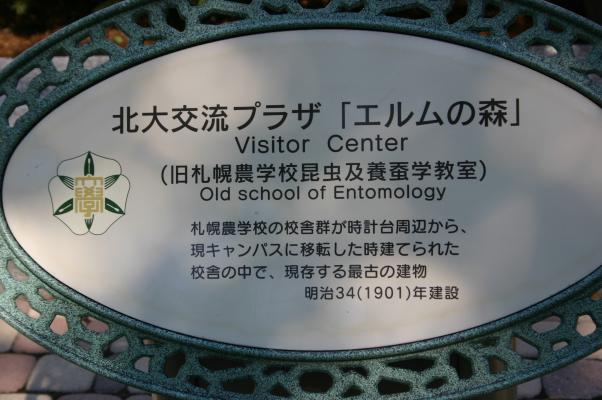 北大交流プラザ「エルムの森」
Visitor Center
(旧札幌農学校昆虫及養蚕学教室)
Old school of Entomology
札幌農学校の校舎群が時計台周辺から、
現キャンパスに移転した時建てられた
校舎の中で、現存する最古の建物
明治34(1901)年建設
大學